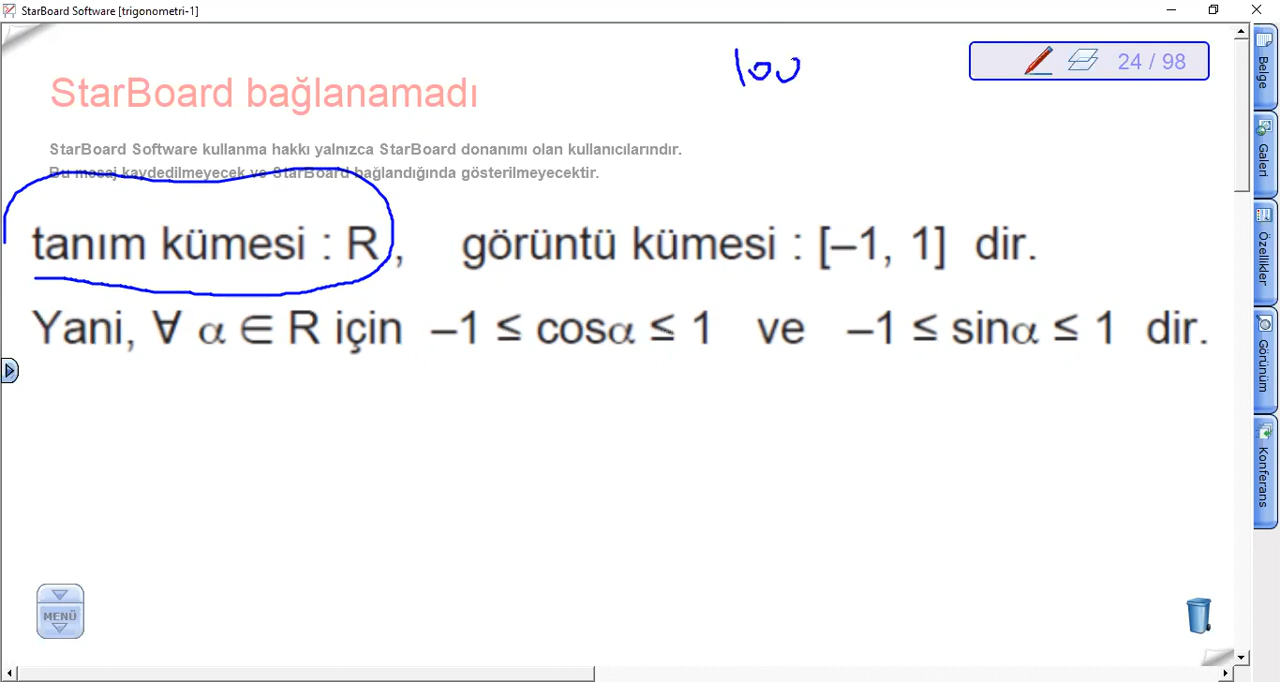 StarBoard Software [trigonometri-1]
100
24 / 98
StarBoard bağlanamadı
StarBoard Software kullanma hakkı yalnızca StarBoard donanımı olan kullanıcılarındır.
Bu mesaj kaydedilmeyecek ve StarBoard bağlandığında gösterilmeyecektir.
tanım kümesi : R , görüntü kümesi : [–1, 1] dir.
Yani, ∀ α ∈ R için –1 ≤ cosα ≤ 1 ve –1 ≤ sinα ≤ 1 dir.
MENÜ
Belge
Galeri
Özellikler
Görünüm
Konferans